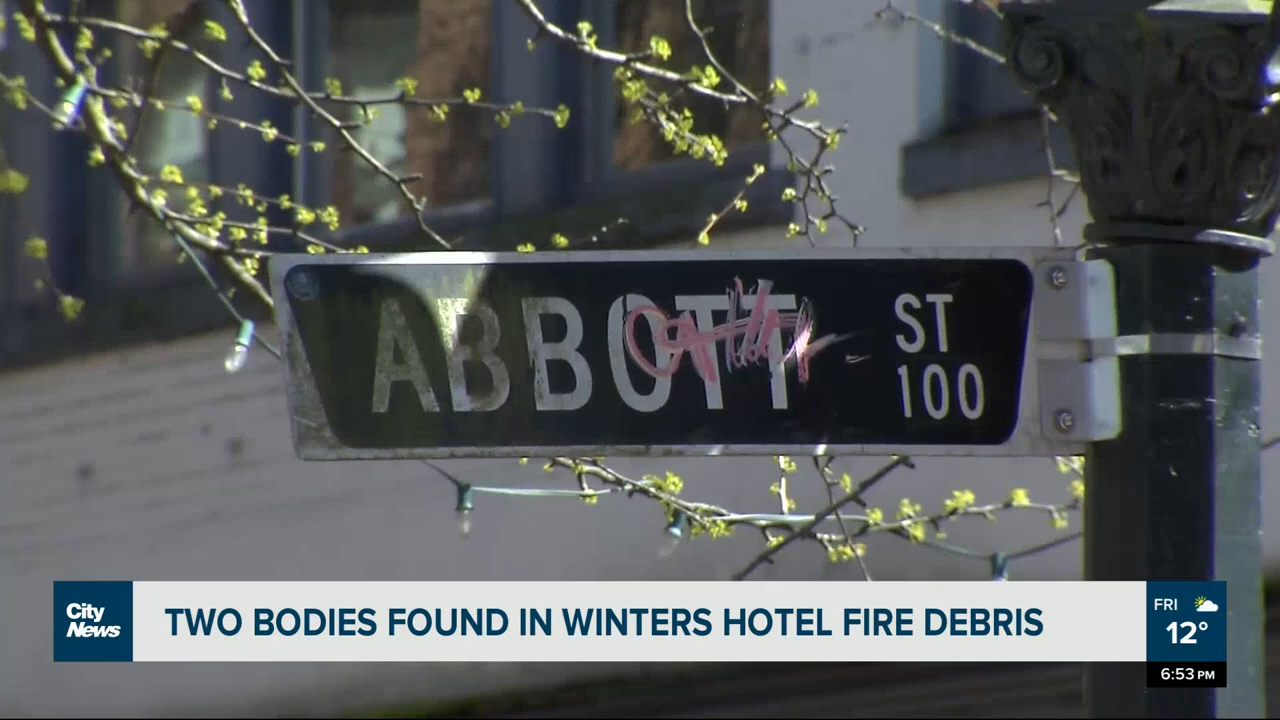 ABBOTT ST
100
City
News
TWO BODIES FOUND IN WINTERS HOTEL FIRE DEBRIS
FRI
12°
6:53 PM